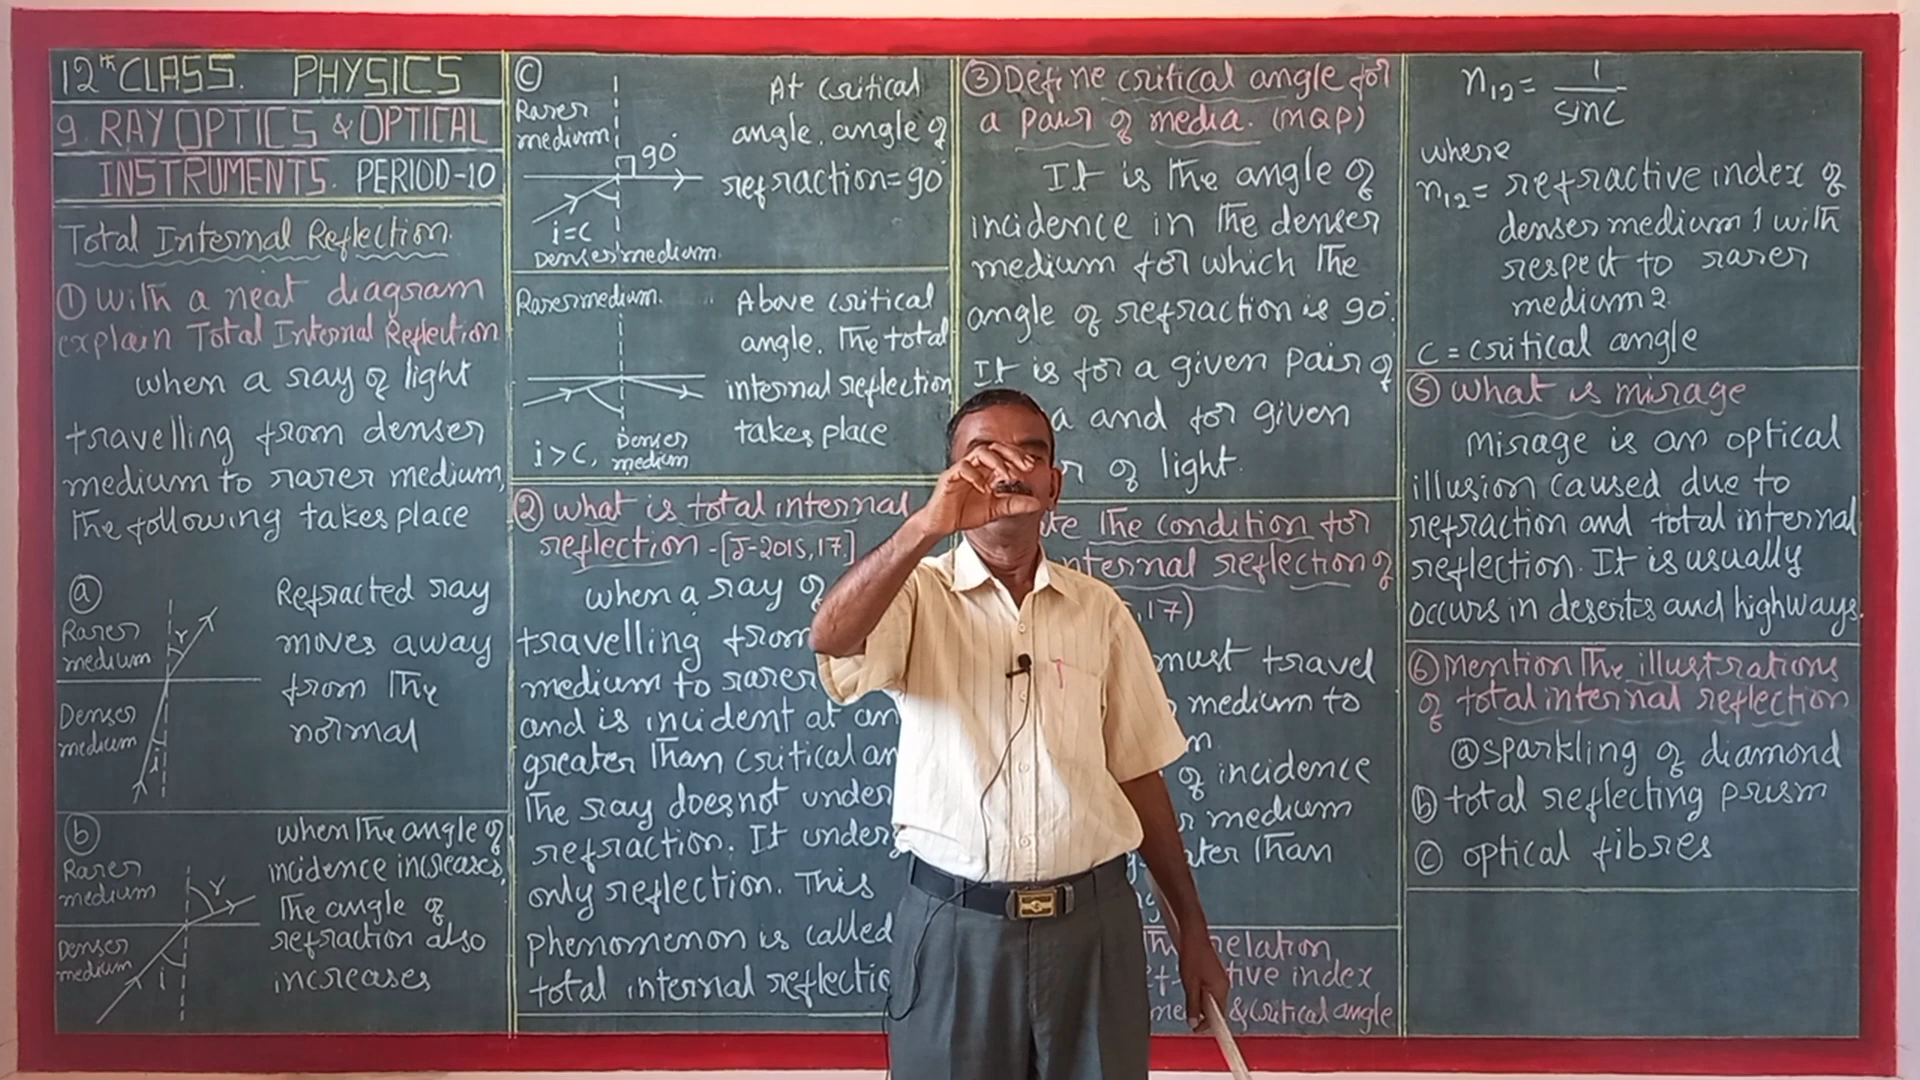 12th CLASS. PHYSICS
9. RAY OPTICS & OPTICAL
INSTRUMENTS. PERIOD-10
Total Internal Reflection.
① With a neat diagram
explain Total Internal Reflection
when a ray of light
travelling from denser
medium to rarer medium,
the following takes place
ⓐ
Rarer
medium
r
Denser
medium
i
Refracted ray
moves away
from the
normal
ⓑ
Rarer
medium
r
Denser
medium
i
when the angle of
incidence increases,
The angle of
refraction also
increases
ⓒ
Rarer
medium
90°
i=c
Denser medium
At critical
angle, angle of
refraction=90°
Rarer medium.
i>c, Denser
medium
Above critical
angle, The total
internal reflection
takes place
② What is total internal
reflection -[J-2015,17]
when a ray of
travelling from
medium to rarer
and is incident at an
greater than critical an
The ray does not under
refraction. It under
only reflection. This
phenomenon is called
total internal reflectio
③ Define critical angle for
a pair of media. (MQP)
It is the angle of
incidence in the denser
medium for which the
angle of refraction is 90°.
It is for a given pair of
a and for given
r of light.
te the condition for
internal reflection of
,17)
must travel
medium to
m
of incidence
r medium
ater than
The relation
tive index
& critical angle
n₁₂ = 1/sinc
where
n₁₂ = refractive index of
denser medium 1 with
respect to rarer
medium 2
c = critical angle
⑤ What is mirage
Mirage is an optical
illusion caused due to
refraction and total internal
reflection. It is usually
occurs in deserts and highways.
⑥ Mention the illustrations
of total internal reflection
ⓐ sparkling of diamond
ⓑ total reflecting prism
ⓒ optical fibres